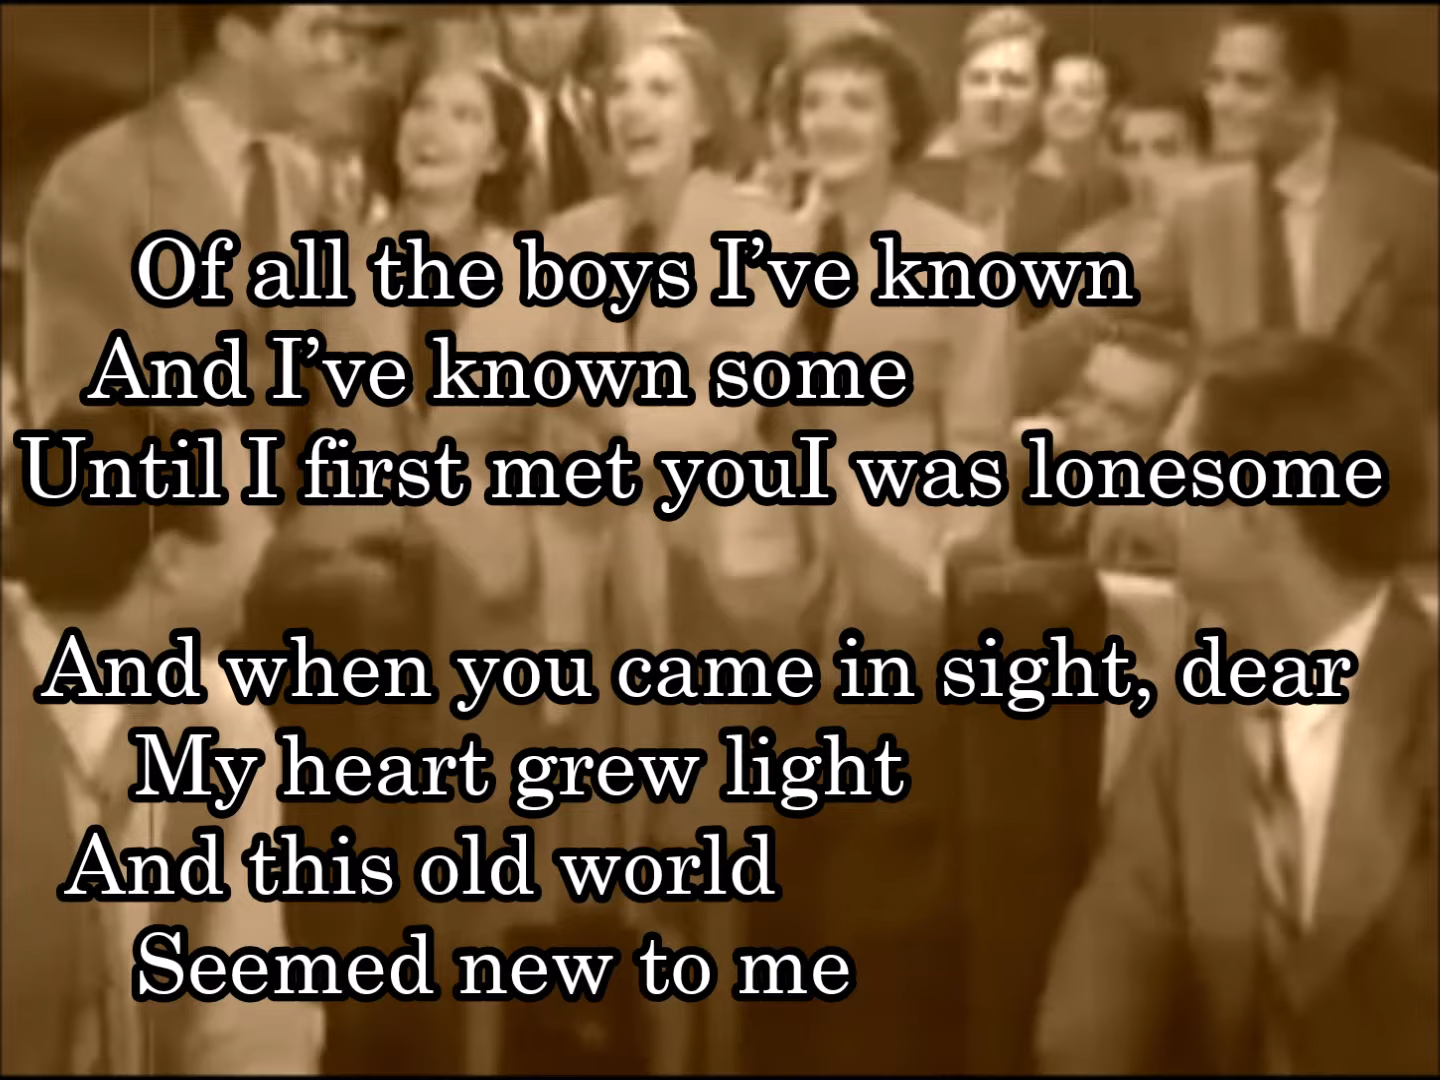 Of all the boys I’ve known
And I’ve known some
Until I first met youI was lonesome
And when you came in sight, dear
My heart grew light
And this old world
Seemed new to me